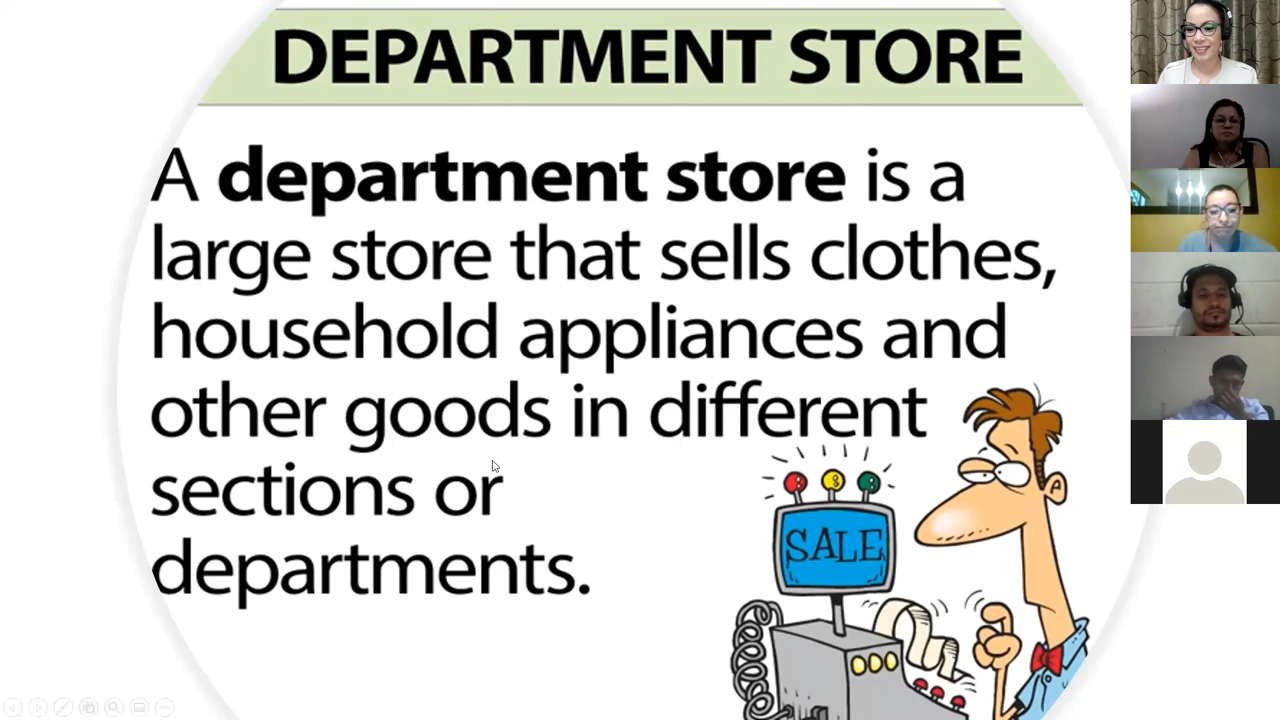 DEPARTMENT STORE
A department store is a
large store that sells clothes,
household appliances and
other goods in different
sections or
departments.
SALE